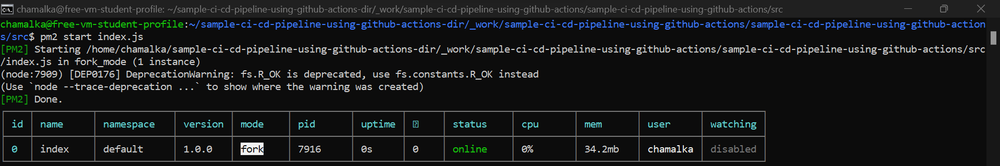 chamalka@free-vm-student-profile: ~/sample-ci-cd-pipeline-using-github-actions-dir/_work/sample-ci-cd-pipeline-using-github-actions/sample-ci-cd-pipeline-using-github-actions/src
chamalka@free-vm-student-profile:~/sample-ci-cd-pipeline-using-github-actions-dir/_work/sample-ci-cd-pipeline-using-github-actions/sample-ci-cd-pipeline-using-github-action
s/src$ pm2 start index.js
[PM2] Starting /home/chamalka/sample-ci-cd-pipeline-using-github-actions-dir/_work/sample-ci-cd-pipeline-using-github-actions/sample-ci-cd-pipeline-using-github-actions/src
/index.js in fork_mode (1 instance)
(node:7909) [DEP0176] DeprecationWarning: fs.R_OK is deprecated, use fs.constants.R_OK instead
(Use `node --trace-deprecation ...` to show where the warning was created)
[PM2] Done.
id name namespace version mode pid uptime status cpu mem user watching
0 index default 1.0.0 fork 7916 0s 0 online 0% 34.2mb chamalka disabled